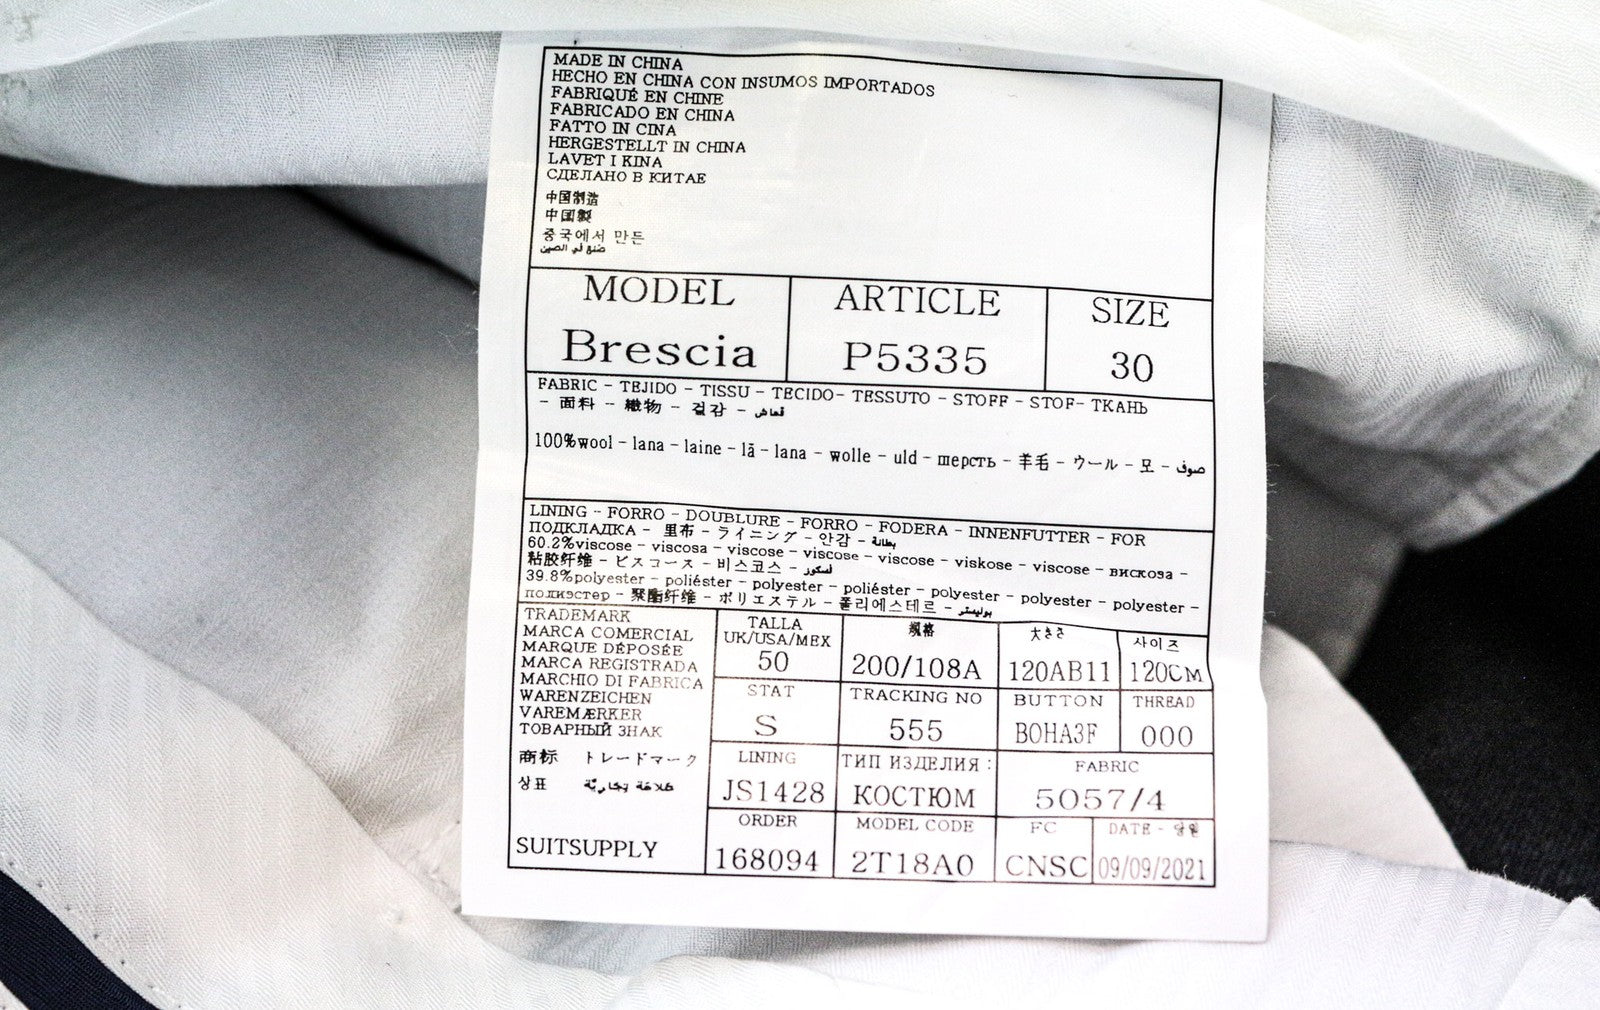 MADE IN CHINA
HECHO EN CHINA CON INSUMOS IMPORTADOS
FABRIQUÉ EN CHINE
FABRICADO EN CHINA
FATTO IN CINA
HERGESTELLT IN CHINA
LAVET I KINA
СДЕЛАНО В КИТАЕ
中国制造
中国製
중국에서 만든
صنع في الصين
MODEL ARTICLE SIZE
Brescia P5335 30
FABRIC - TEJIDO - TISSU - TECIDO- TESSUTO - STOFF - STOF- ТКАНЬ
- 面料 - 織物 - 겉감 - قماش
100%wool - lana - laine - lã - lana - wolle - uld - шерсть - 羊毛 - ウール - 모 - صوف
LINING - FORRO - DOUBLURE - FORRO - FODERA - INNENFUTTER - FOR
ПОДКЛАДКА - 里布 - ライニング - 안감 - بطانة
60.2%viscose - viscosa - viscose - viscose - viscose - viskose - viscose - вискоза -
粘胶纤维 - ビスコース - 비스코스 - فسكوز
39.8%polyester - poliéster - polyester - poliéster - polyester - polyester - polyester -
полиэстер - 聚酯纤维 - ポリエステル - 폴리에스테르 - بوليستر
TRADEMARK
MARCA COMERCIAL
MARQUE DÉPOSÉE
MARCA REGISTRADA
MARCHIO DI FABRICA
WARENZEICHEN
VAREMÆRKER
ТОВАРНЫЙ ЗНАК
商标 トレードマーク
상표 علامة تجارية
SUITSUPPLY
TALLA 規格 大きさ 사이즈
UK/USA/MEX
50 200/108A 120AB11 120CM
STAT TRACKING NO BUTTON THREAD
S 555 BOHA3F 000
LINING ТИП ИЗДЕЛИЯ : FABRIC
JS1428 КОСТЮМ 5057/4
ORDER MODEL CODE FC DATE -
168094 2T18A0 CNSC 09/09/2021